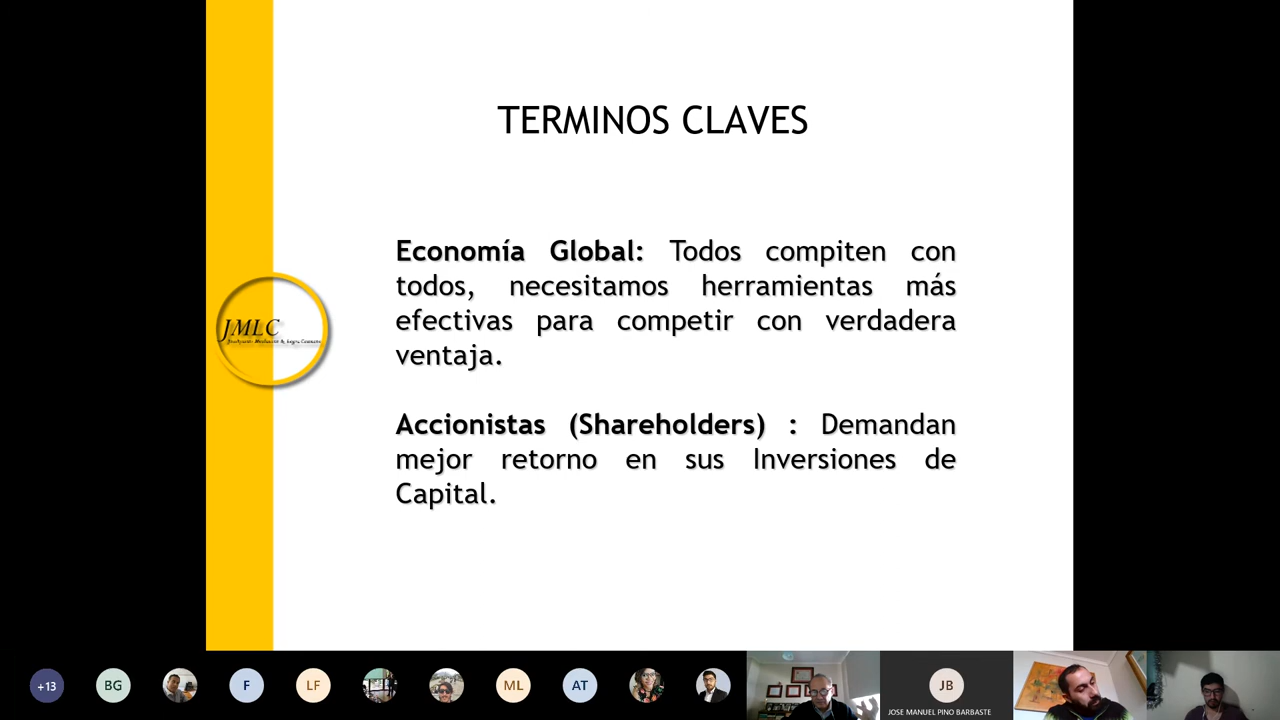 TERMINOS CLAVES
Economía Global: Todos compiten con
todos, necesitamos herramientas más
efectivas para competir con verdadera
ventaja.
JMLC
Accionistas (Shareholders) : Demandan
mejor retorno en sus Inversiones de
Capital.
+13
BG
F
LF
ML
AT
JB
JOSE MANUEL PINO BARBASTE